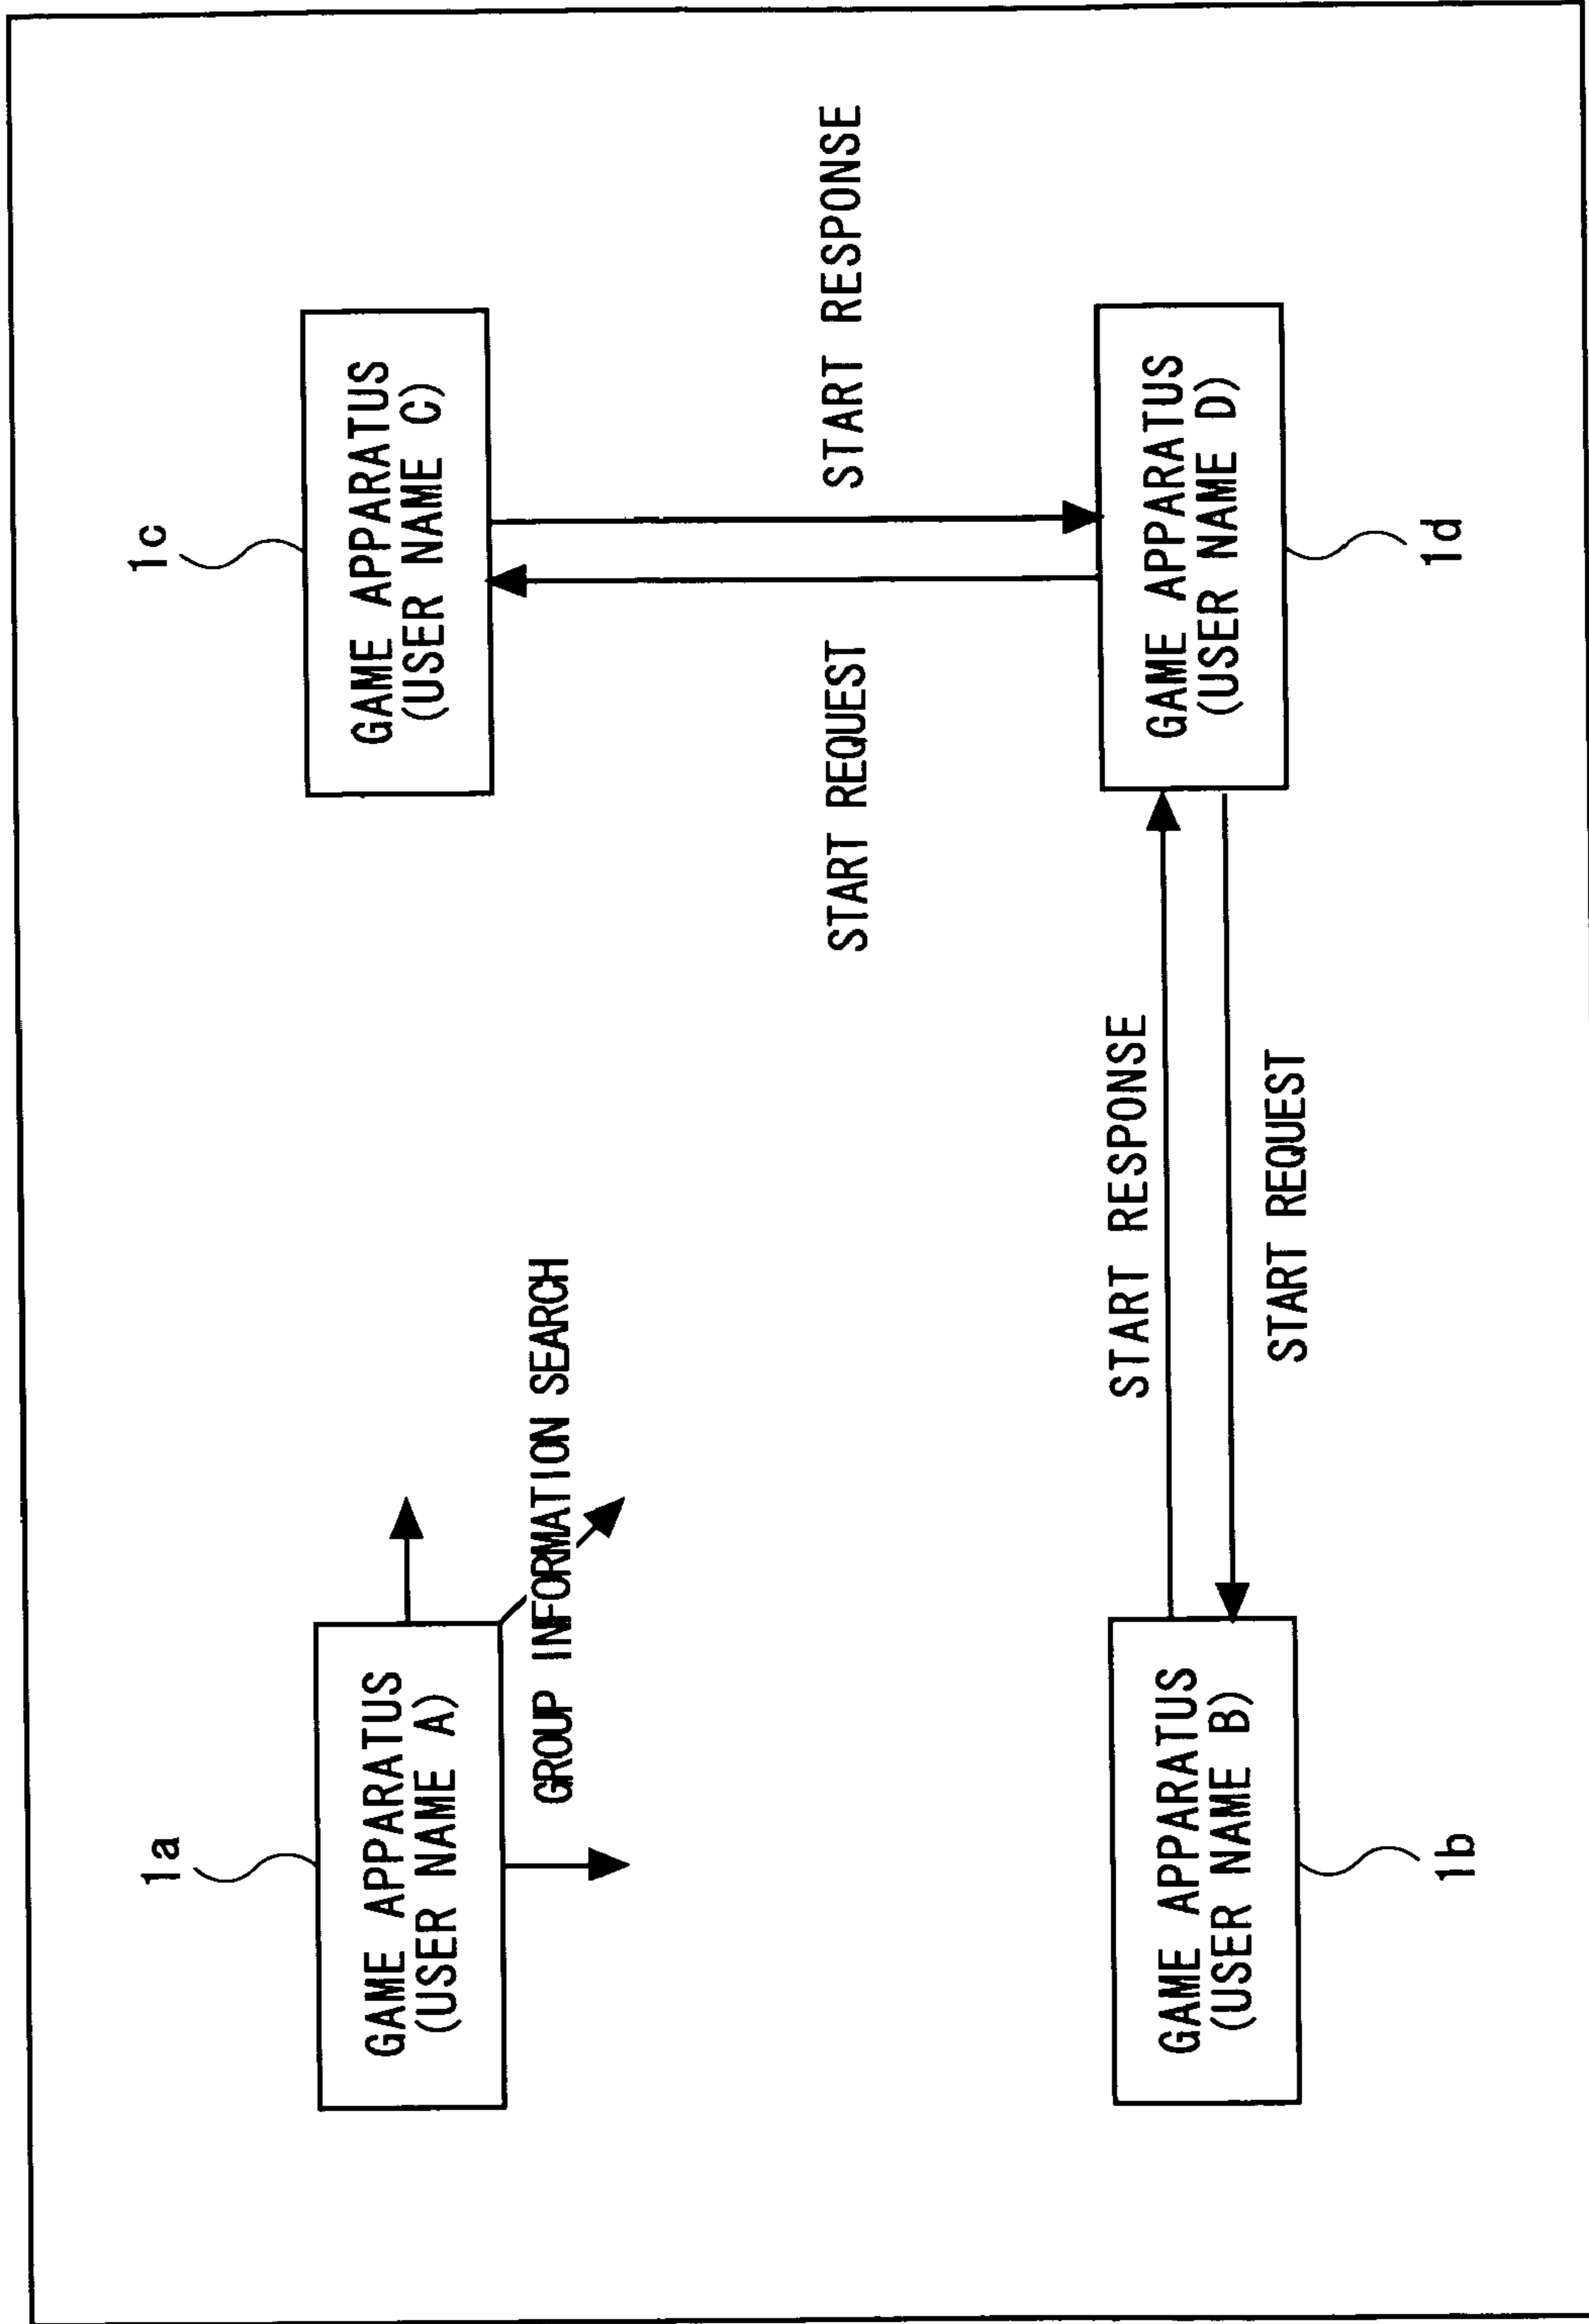 1a
GAME APPARATUS
(USER NAME A)
GROUP INFORMATION SEARCH
1c
GAME APPARATUS
(USER NAME C)
START REQUEST
START RESPONSE
1b
GAME APPARATUS
(USER NAME B)
START RESPONSE
START REQUEST
1d
GAME APPARATUS
(USER NAME D)